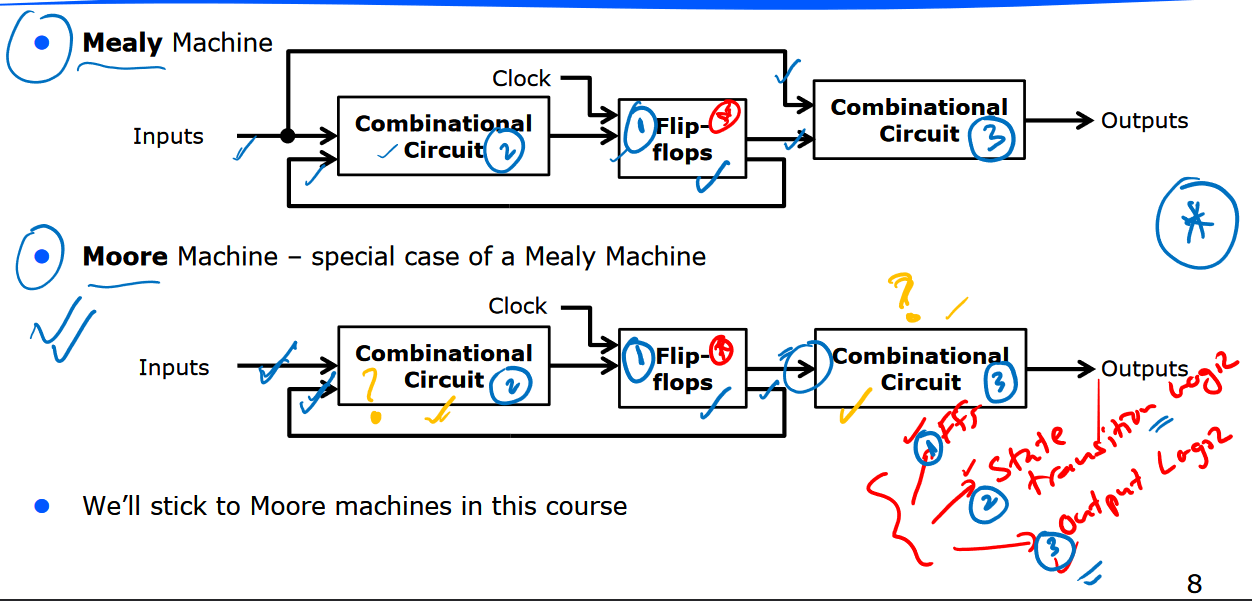 Mealy Machine
Clock
Inputs
Combinational
Circuit 2
1 Flip-
flops
Combinational
Circuit 3
Outputs
*
Moore Machine – special case of a Mealy Machine
?
Clock
Inputs
Combinational
Circuit 2
?
1 Flip-
flops
Combinational
Circuit 3
Outputs
1 FFs
2 State
transition Logic
3 Output Logic
We’ll stick to Moore machines in this course
8